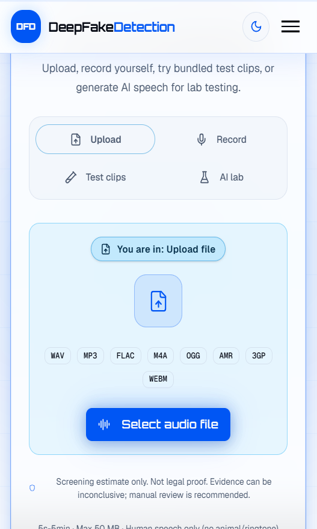 DFD DeepFakeDetection
Upload, record yourself, try bundled test clips, or
generate AI speech for lab testing.
Upload
Record
Test clips
AI lab
You are in: Upload file
WAV MP3 FLAC M4A OGG AMR 3GP
WEBM
Select audio file
Screening estimate only. Not legal proof. Evidence can be
inconclusive; manual review is recommended.
5s–5min · Max 50 MB · Human speech only (no animal/ringtone)